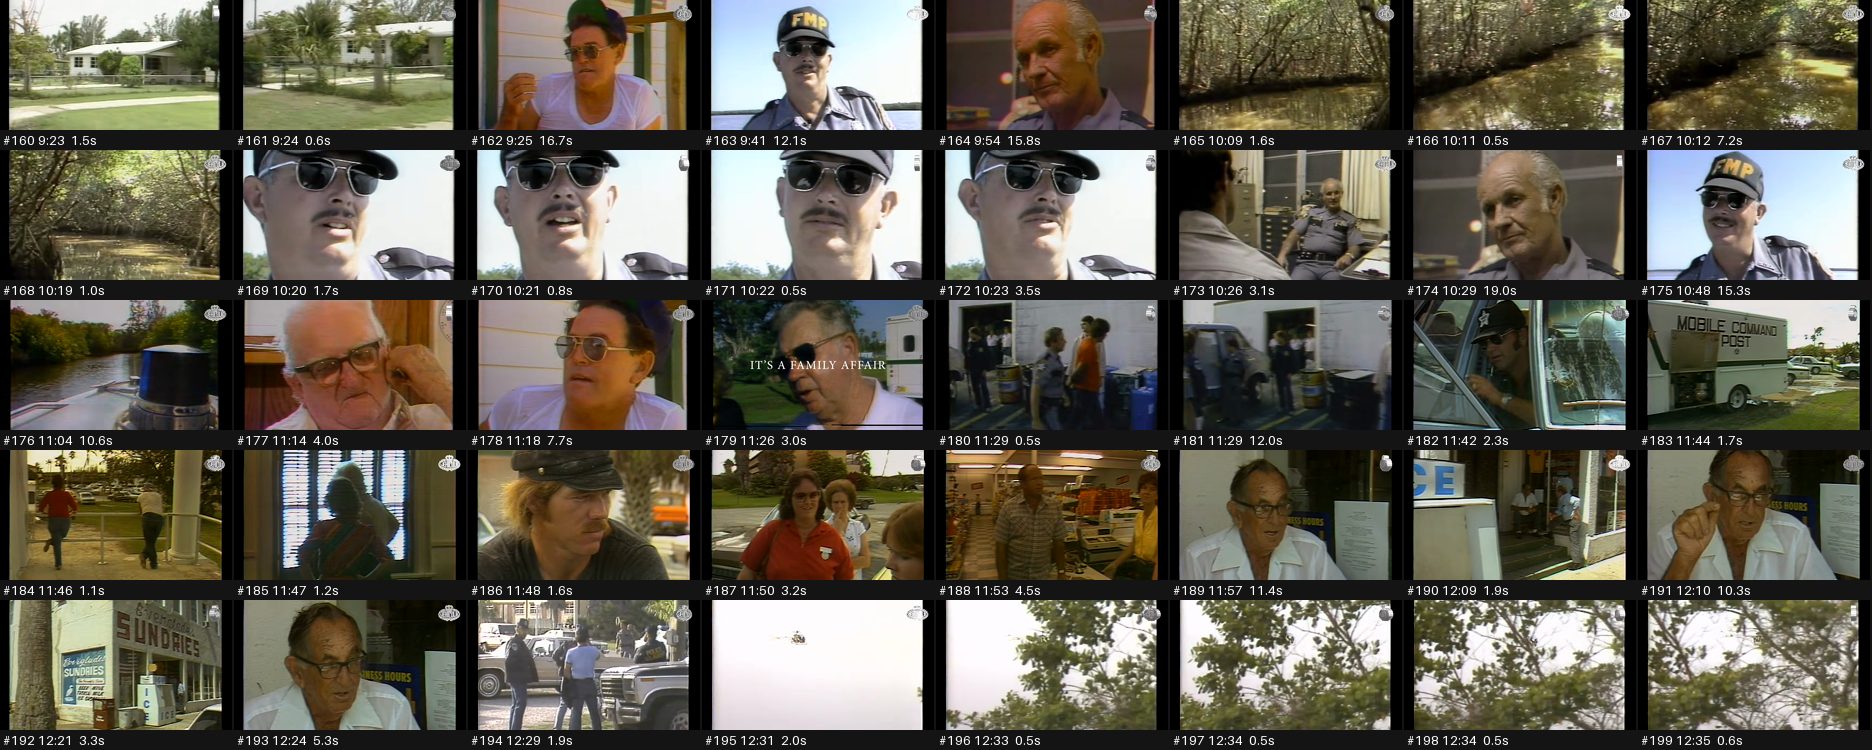 #160 9:23 1.5s
#161 9:24 0.6s
#162 9:25 16.7s
FMP
#163 9:41 12.1s
#164 9:54 15.8s
#165 10:09 1.6s
#166 10:11 0.5s
#167 10:12 7.2s
#168 10:19 1.0s
#169 10:20 1.7s
#170 10:21 0.8s
#171 10:22 0.5s
#172 10:23 3.5s
#173 10:26 3.1s
#174 10:29 19.0s
FMP
#175 10:48 15.3s
#176 11:04 10.6s
#177 11:14 4.0s
#178 11:18 7.7s
IT'S A FAMILY AFFAIR
#179 11:26 3.0s
#180 11:29 0.5s
#181 11:29 12.0s
#182 11:42 2.3s
MOBILE COMMAND
POST
#183 11:44 1.7s
#184 11:46 1.1s
#185 11:47 1.2s
#186 11:48 1.6s
#187 11:50 3.2s
#188 11:53 4.5s
NESS HOURS
#189 11:57 11.4s
CE
#190 12:09 1.9s
NESS HOURS
#191 12:10 10.3s
Everglades
SUNDRIES
Everglades
SUNDRIES
ICE
#192 12:21 3.3s
NESS HOURS
#193 12:24 5.3s
#194 12:29 1.9s
#195 12:31 2.0s
#196 12:33 0.5s
#197 12:34 0.5s
#198 12:34 0.5s
#199 12:35 0.6s